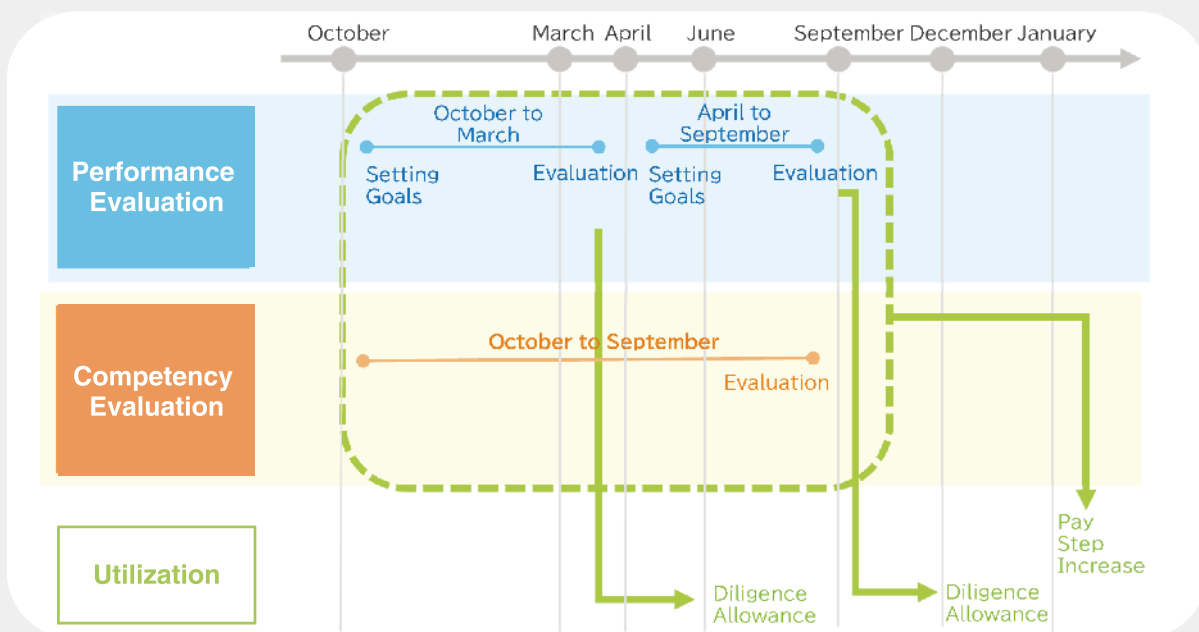 October
March
April
June
September
December
January
Performance
Evaluation
October to
March
April to
September
Setting
Goals
Evaluation
Setting
Goals
Evaluation
Competency
Evaluation
October to September
Evaluation
Utilization
Diligence
Allowance
Diligence
Allowance
Pay
Step
Increase